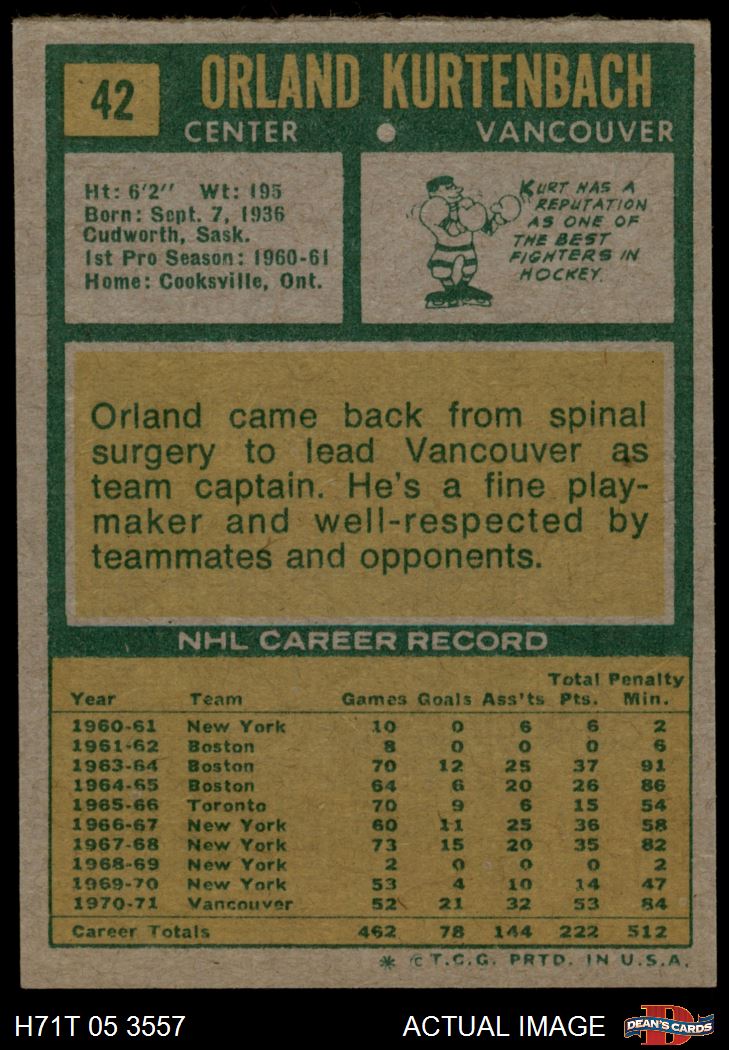 42
ORLAND KURTENBACH
CENTER • VANCOUVER
Ht: 6'2" Wt: 195
Born: Sept. 7, 1936
Cudworth, Sask.
1st Pro Season: 1960-61
Home: Cooksville, Ont.
KURT HAS A
REPUTATION
AS ONE OF
THE BEST
FIGHTERS IN
HOCKEY.
Orland came back from spinal
surgery to lead Vancouver as
team captain. He's a fine play-
maker and well-respected by
teammates and opponents.
NHL CAREER RECORD
Total Penalty
Year Team Games Goals Ass'ts Pts. Min.
1960-61 New York 10 0 6 6 2
1961-62 Boston 8 0 0 0 6
1963-64 Boston 70 12 25 37 91
1964-65 Boston 64 6 20 26 86
1965-66 Toronto 70 9 6 15 54
1966-67 New York 60 11 25 36 58
1967-68 New York 73 15 20 35 82
1968-69 New York 2 0 0 0 2
1969-70 New York 53 4 10 14 47
1970-71 Vancouver 52 21 32 53 84
Career Totals 462 78 144 222 512
* © T.C.G. PRTD. IN U.S.A.
H71T 05 3557 ACTUAL IMAGE
D
DEAN'S CARDS